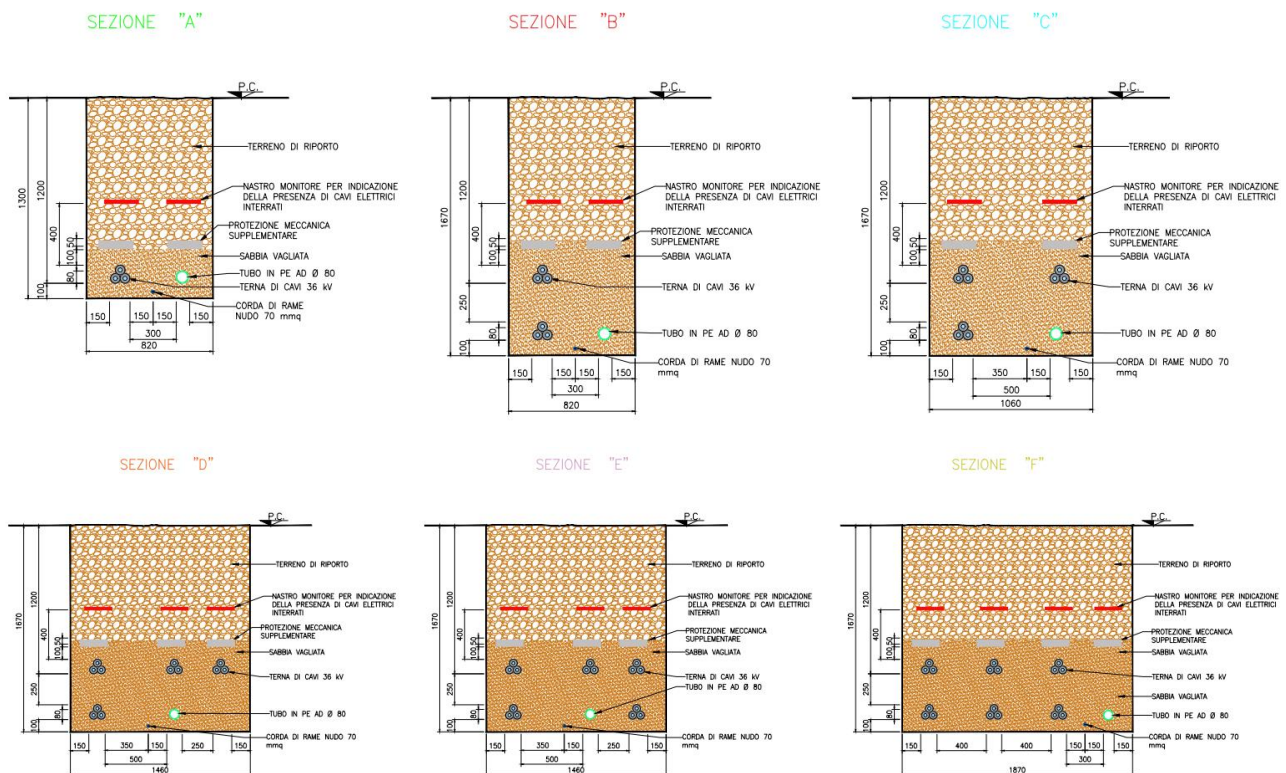 SEZIONE "A"
P.C.
TERRENO DI RIPORTO
NASTRO MONITORE PER INDICAZIONE
DELLA PRESENZA DI CAVI ELETTRICI
INTERRATI
PROTEZIONE MECCANICA
SUPPLEMENTARE
SABBIA VAGLIATA
TUBO IN PE AD Ø 80
TERNA DI CAVI 36 kV
CORDA DI RAME
NUDO 70 mmq
1300
1200
400
50
100
80
100
150
150
150
150
300
820
SEZIONE "B"
P.C.
TERRENO DI RIPORTO
NASTRO MONITORE PER INDICAZIONE
DELLA PRESENZA DI CAVI ELETTRICI
INTERRATI
PROTEZIONE MECCANICA
SUPPLEMENTARE
SABBIA VAGLIATA
TERNA DI CAVI 36 kV
TUBO IN PE AD Ø 80
CORDA DI RAME NUDO 70
mmq
1670
1200
400
50
100
250
80
100
150
150
150
150
300
820
SEZIONE "C"
P.C.
TERRENO DI RIPORTO
NASTRO MONITORE PER INDICAZIONE
DELLA PRESENZA DI CAVI ELETTRICI
INTERRATI
PROTEZIONE MECCANICA
SUPPLEMENTARE
SABBIA VAGLIATA
TERNA DI CAVI 36 kV
TUBO IN PE AD Ø 80
CORDA DI RAME NUDO 70
mmq
1670
1200
400
50
100
250
80
100
150
350
150
150
500
1060
SEZIONE "D"
P.C.
TERRENO DI RIPORTO
NASTRO MONITORE PER INDICAZIONE
DELLA PRESENZA DI CAVI ELETTRICI
INTERRATI
PROTEZIONE MECCANICA
SUPPLEMENTARE
SABBIA VAGLIATA
TERNA DI CAVI 36 kV
TUBO IN PE AD Ø 80
CORDA DI RAME NUDO 70
mmq
1670
1200
400
50
100
250
80
100
150
350
150
250
150
500
1460
SEZIONE "E"
P.C.
TERRENO DI RIPORTO
NASTRO MONITORE PER INDICAZIONE
DELLA PRESENZA DI CAVI ELETTRICI
INTERRATI
PROTEZIONE MECCANICA
SUPPLEMENTARE
SABBIA VAGLIATA
TERNA DI CAVI 36 kV
TUBO IN PE AD Ø 80
CORDA DI RAME NUDO 70
mmq
1670
1200
400
50
100
250
80
100
150
350
150
250
150
500
1460
SEZIONE "F"
P.C.
TERRENO DI RIPORTO
NASTRO MONITORE PER INDICAZIONE
DELLA PRESENZA DI CAVI ELETTRICI
INTERRATI
PROTEZIONE MECCANICA
SUPPLEMENTARE
SABBIA VAGLIATA
TERNA DI CAVI 36 kV
SABBIA VAGLIATA
TUBO IN PE AD Ø 80
CORDA DI RAME NUDO 70
mmq
1670
1200
400
50
100
250
80
100
150
400
400
150
150
150
300
1870